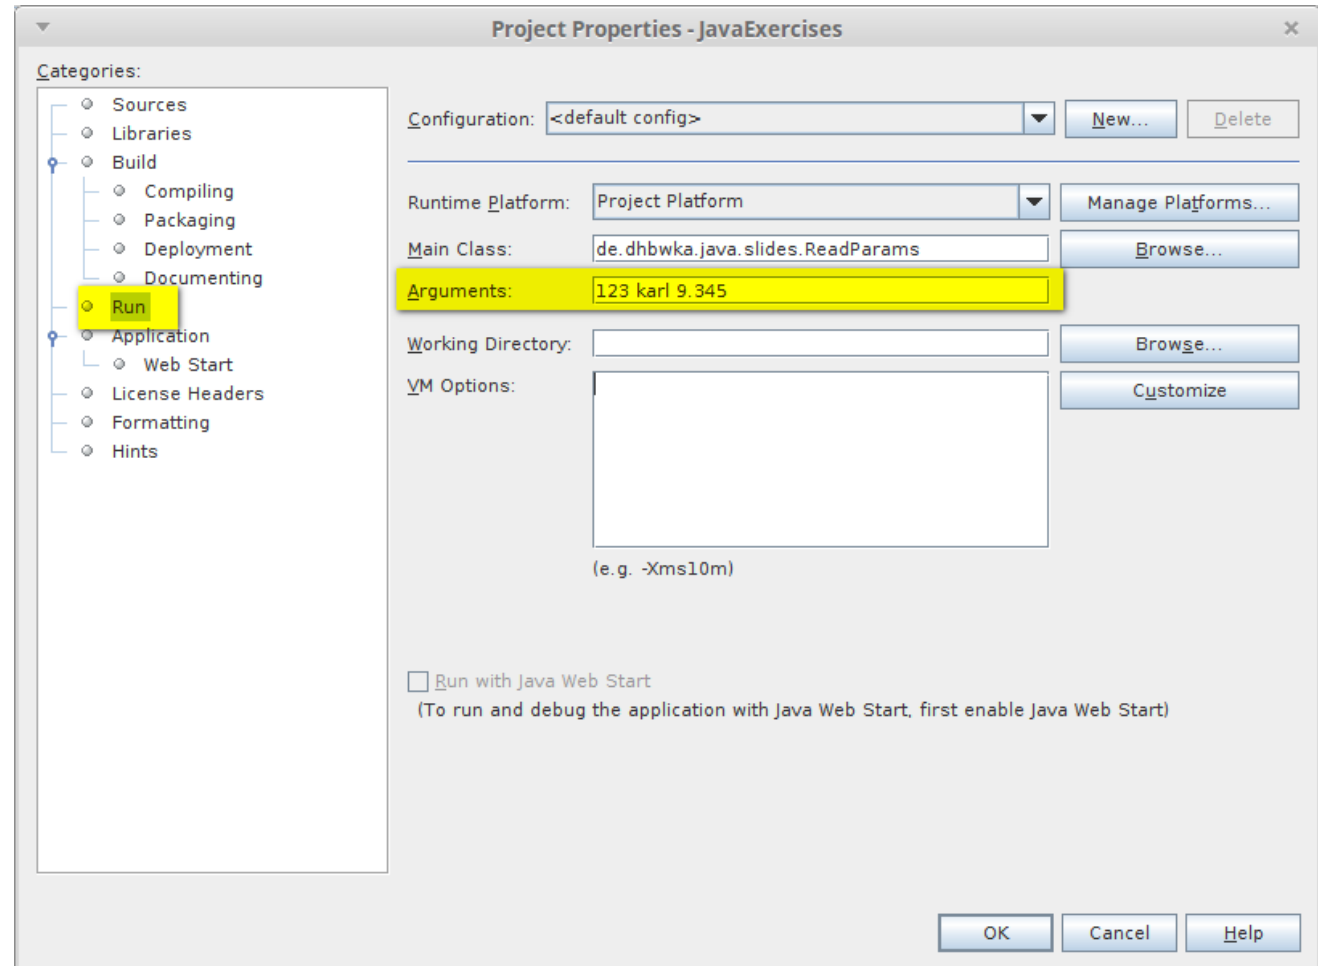 Project Properties - JavaExercises
Categories:
Sources
Libraries
Build
Compiling
Packaging
Deployment
Documenting
Run
Application
Web Start
License Headers
Formatting
Hints
Configuration: <default config> New... Delete
Runtime Platform: Project Platform Manage Platforms...
Main Class: de.dhbwka.java.slides.ReadParams Browse...
Arguments: 123 karl 9.345
Working Directory: Browse...
VM Options: Customize
(e.g. -Xms10m)
Run with Java Web Start
(To run and debug the application with Java Web Start, first enable Java Web Start)
OK Cancel Help